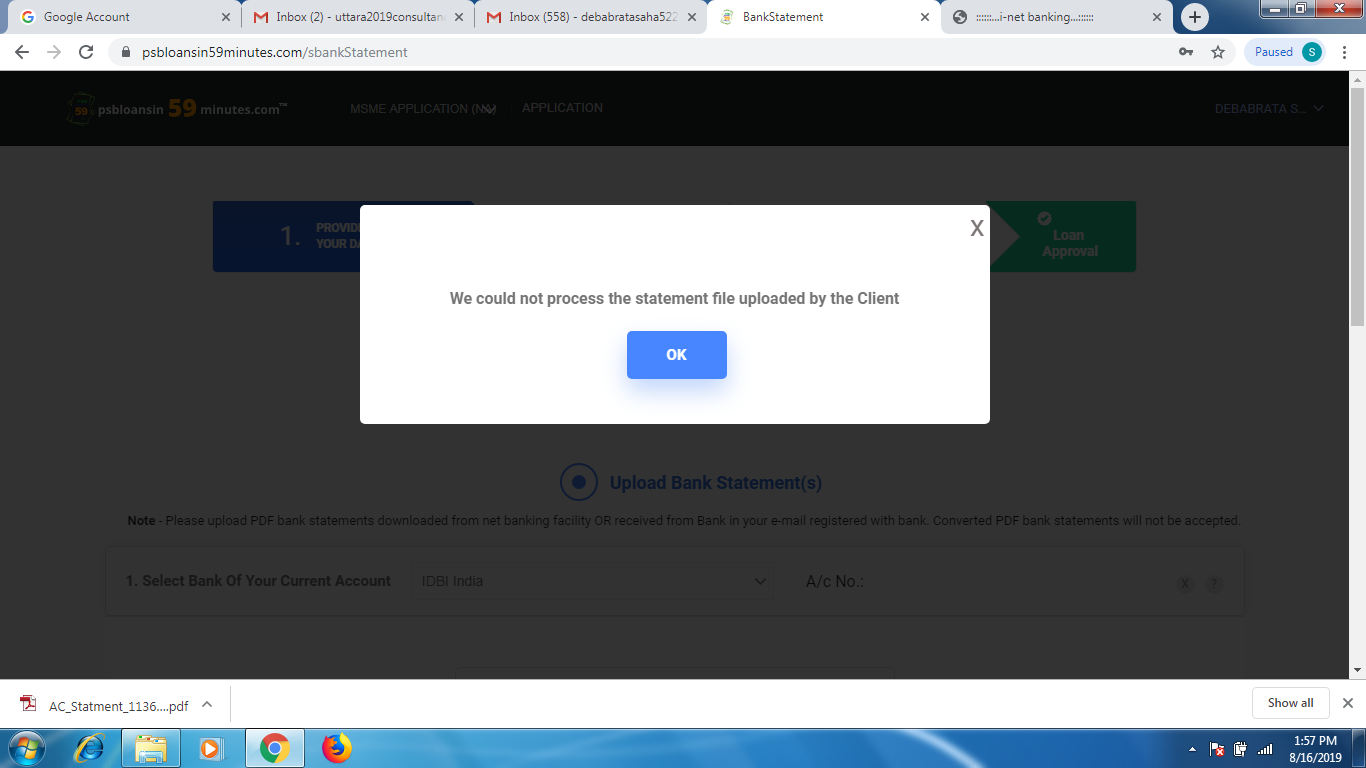 Google Account
Inbox (2) - uttara2019consultan
Inbox (558) - debabratasaha522
BankStatement
::::::...i-net banking...::::::
psbloansin59minutes.com/sbankStatement
Paused
S
59
psbloansin 59 minutes.com™
MSME APPLICATION
APPLICATION
DEBABRATA S...
1.
PROVID
YOUR DA
Loan
Approval
X
We could not process the statement file uploaded by the Client
OK
Upload Bank Statement(s)
Note - Please upload PDF bank statements downloaded from net banking facility OR received from Bank in your e-mail registered with bank. Converted PDF bank statements will not be accepted.
1. Select Bank Of Your Current Account
IDBI India
A/c No.:
X
?
AC_Statment_1136....pdf
Show all
1:57 PM
8/16/2019